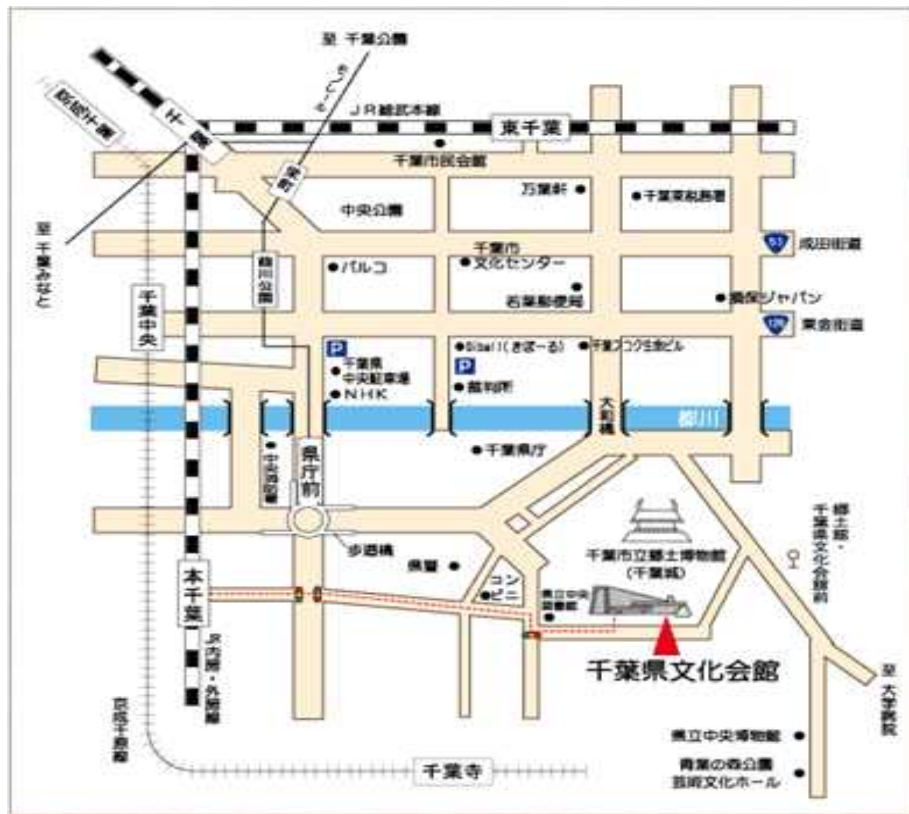 至 千葉公園
モノレール
JR総武本線
東千葉
千葉
京成千葉
千葉市民会館
栄町
万葉軒
千葉東税務署
中央公園
51
成田街道
至 千葉みなと
葭川公園
パルコ
千葉市
文化センター
若葉郵便局
損保ジャパン
千葉中央
126
東金街道
P
Qiball(きぼーる)
P
千葉県
中央駐車場
NHK
裁判所
大和橋
都川
県庁前
千葉県庁
歩道橋
県警
コン
ビニ
千葉市立郷土博物館
(千葉城)
郷土館・
千葉県文化会館前
本千葉
県立中央
図書館
千葉県文化会館
JR内房・外房線
京成千原線
至 大学病院
千葉寺
県立中央博物館
青葉の森公園
芸術文化ホール